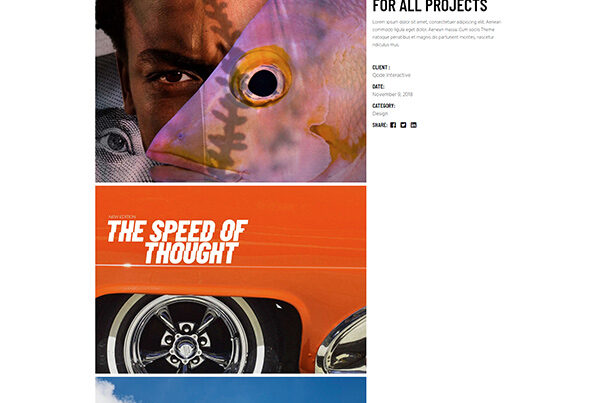 FOR ALL PROJECTS
Lorem ipsum dolor sit amet, consectetuer adipiscing elit. Aenean
commodo ligula eget dolor. Aenean massa. Cum sociis Theme
natoque penatibus et magnis dis parturient montes, nascetur
ridiculus mus.
CLIENT :
Qode Interactive
DATE:
November 9, 2018
CATEGORY:
Design
SHARE:
NEW EDITION
THE SPEED OF
THOUGHT